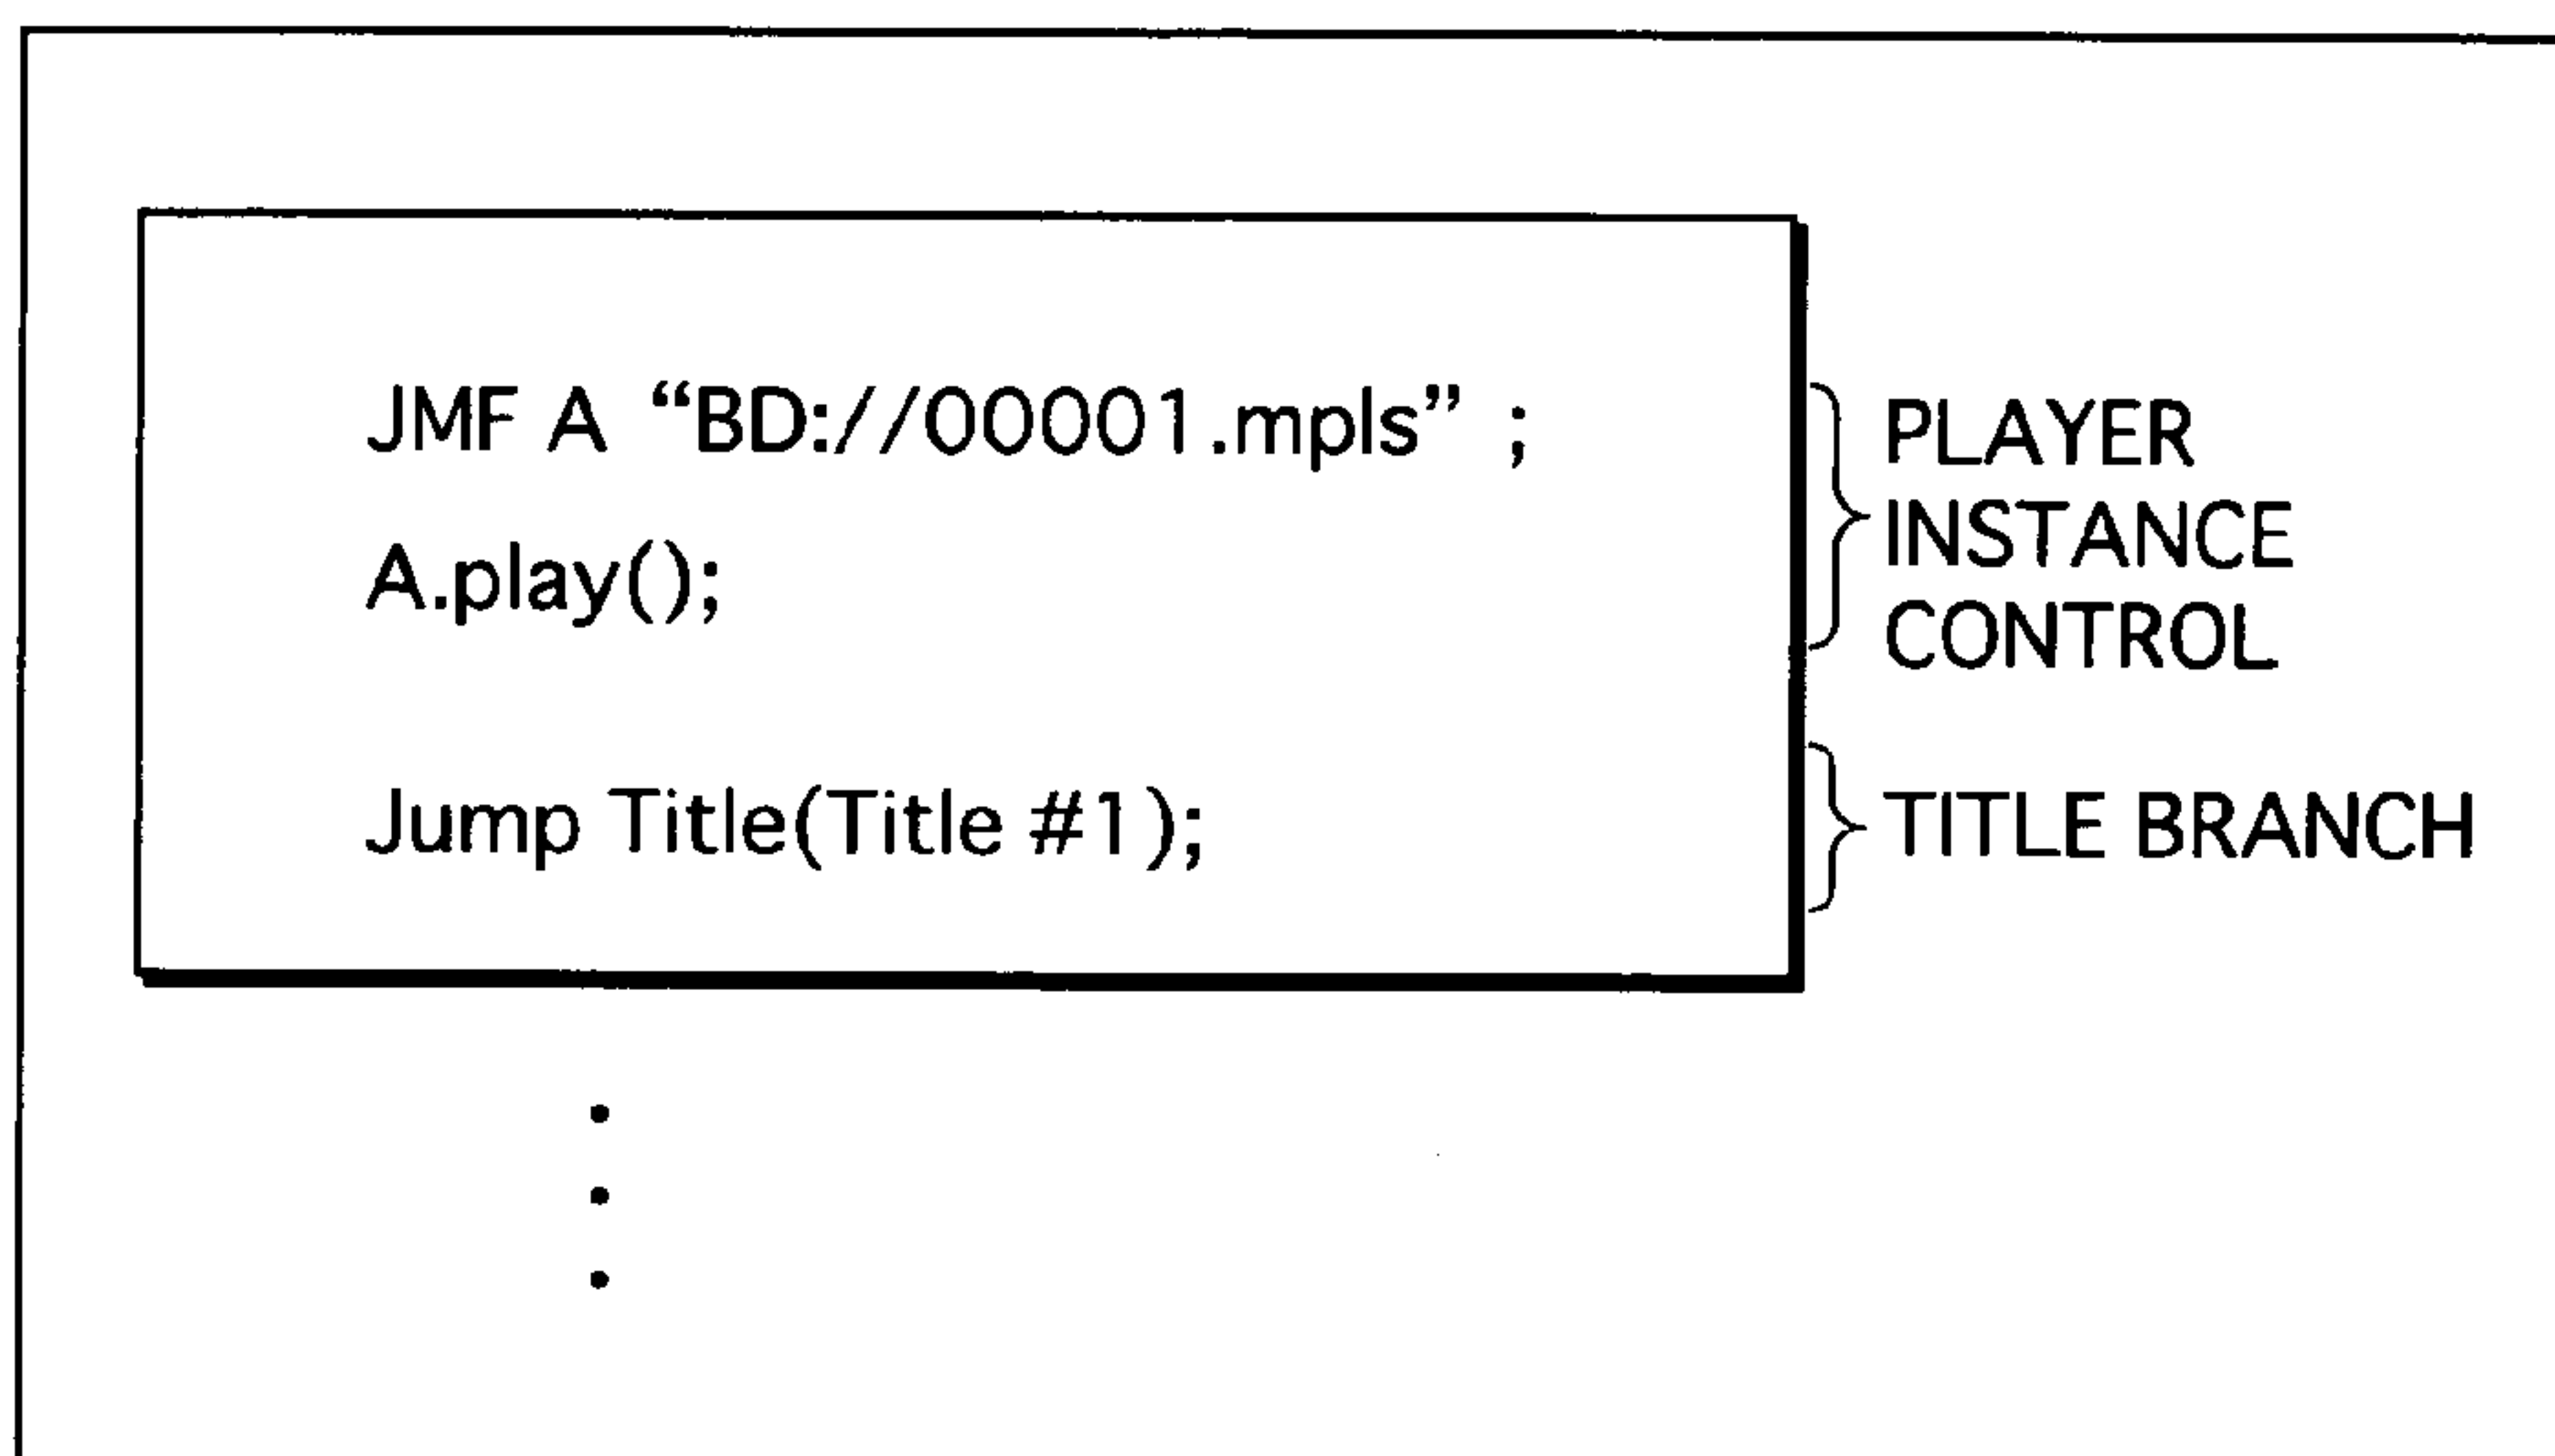 JMF A “BD://00001.mpls” ;
A.play();
Jump Title(Title #1);
PLAYER
INSTANCE
CONTROL
TITLE BRANCH